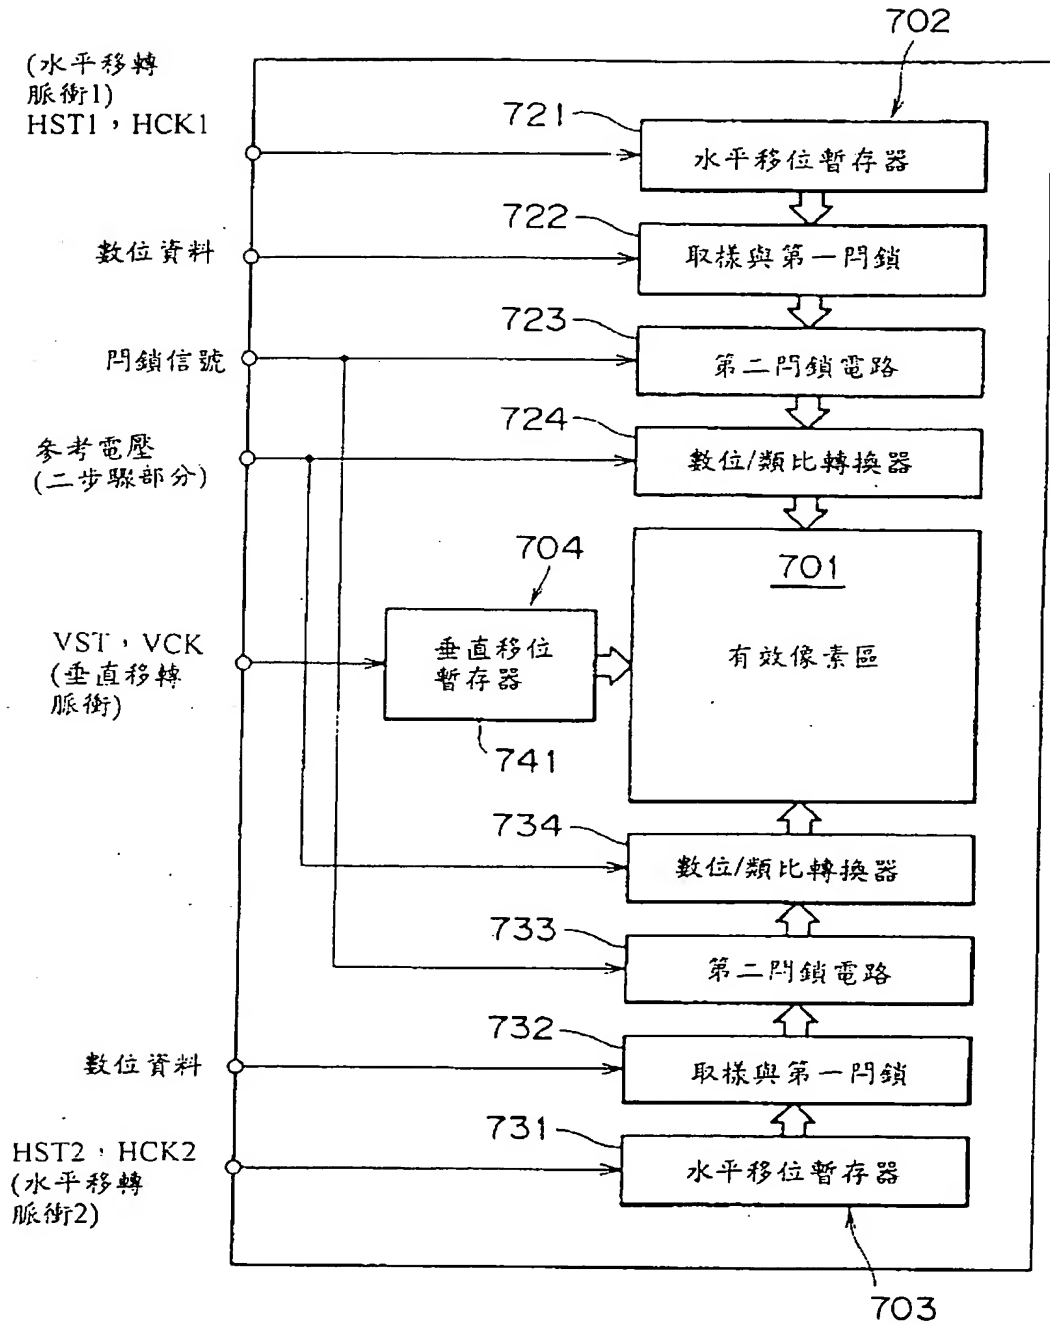 702
(水平移轉
脈衝1)
HST1，HCK1
721
水平移位暫存器
722
數位資料
取樣與第一閂鎖
723
閂鎖信號
第二閂鎖電路
724
參考電壓
(二步驟部分)
數位/類比轉換器
704
701
VST，VCK
(垂直移轉
脈衝)
垂直移位
暫存器
有效像素區
741
734
數位/類比轉換器
733
第二閂鎖電路
732
數位資料
取樣與第一閂鎖
731
HST2，HCK2
(水平移轉
脈衝2)
水平移位暫存器
703